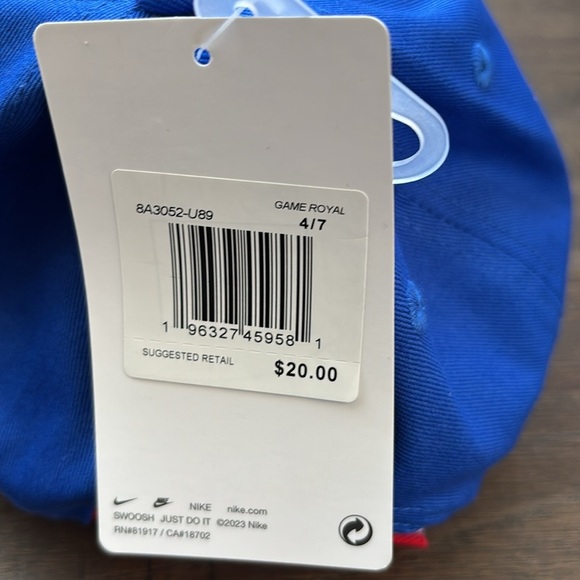 8A3052-U89 GAME ROYAL
4/7
1 96327 45958 1
SUGGESTED RETAIL $20.00
NIKE nike.com
SWOOSH JUST DO IT ©2023 Nike
RN#81917 / CA#18702